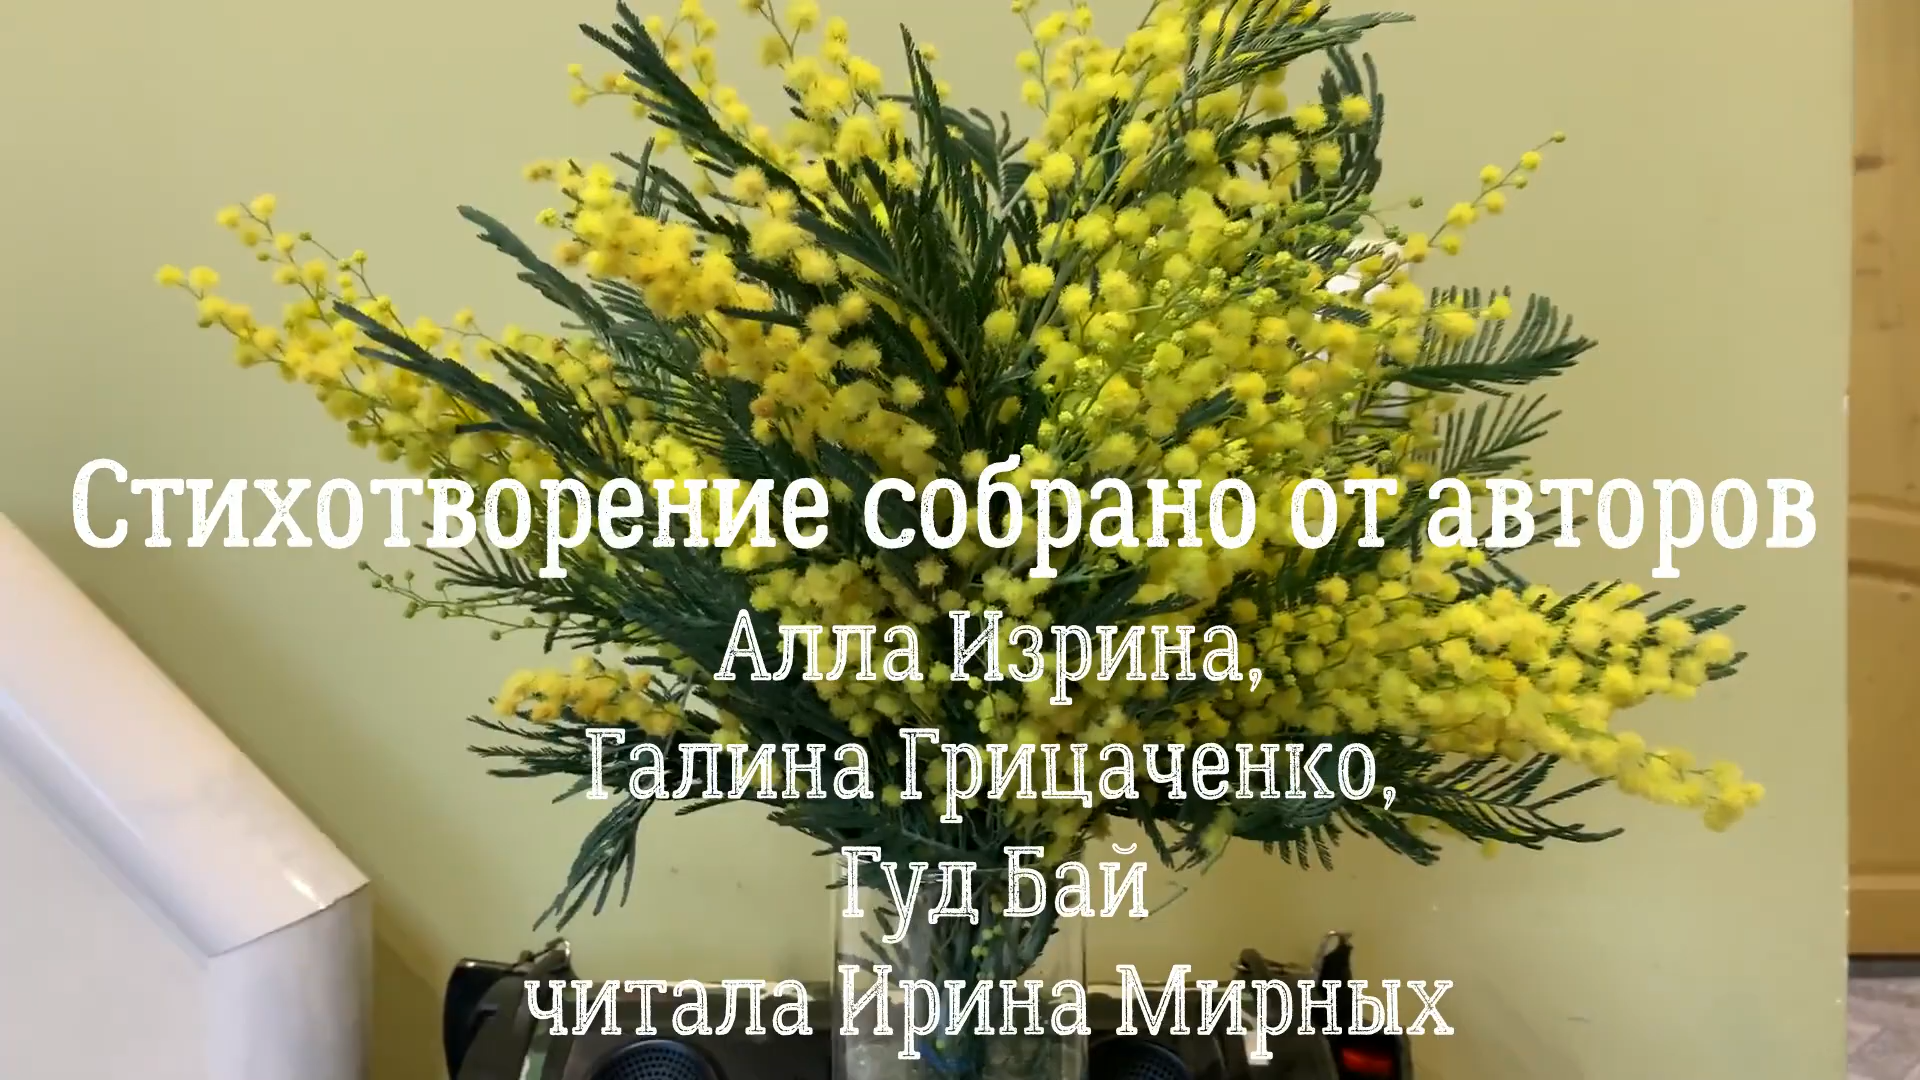 Стихотворение собрано от авторов
Алла Изрина,
Галина Грицаченко,
Гуд Бай
читала Ирина Мирных